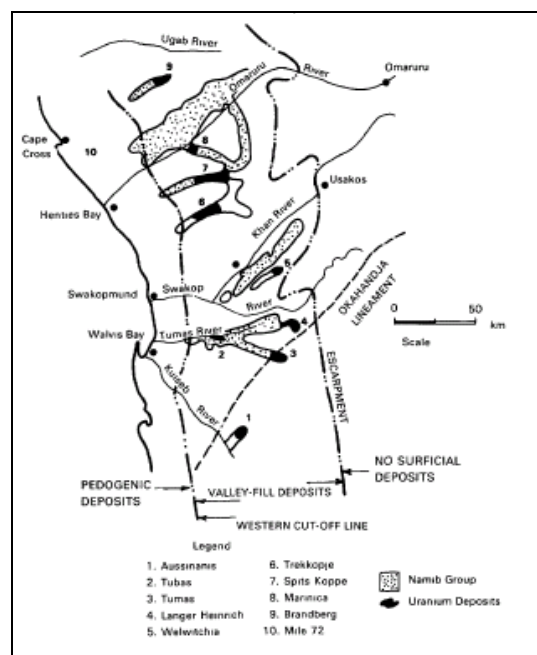 Ugab River
9
Omaruru
River
Omaruru
Cape
Cross
10
8
7
Usakos
Henties Bay
6
Khan River
5
Swakopmund
Swakop
River
OKAHANDJA
LINEAMENT
0 50
km
Scale
Walvis Bay
Tumas River
4
2
3
Kuiseb
River
ESCARPMENT
1
NO SURFICIAL
DEPOSITS
PEDOGENIC
DEPOSITS
VALLEY-FILL DEPOSITS
WESTERN CUT-OFF LINE
Legend
1. Aussinanis
2. Tubas
3. Tumas
4. Langer Heinrich
5. Welwitchia
6. Trekkopje
7. Spits Koppe
8. Marinica
9. Brandberg
10. Mile 72
Namib Group
Uranium Deposits